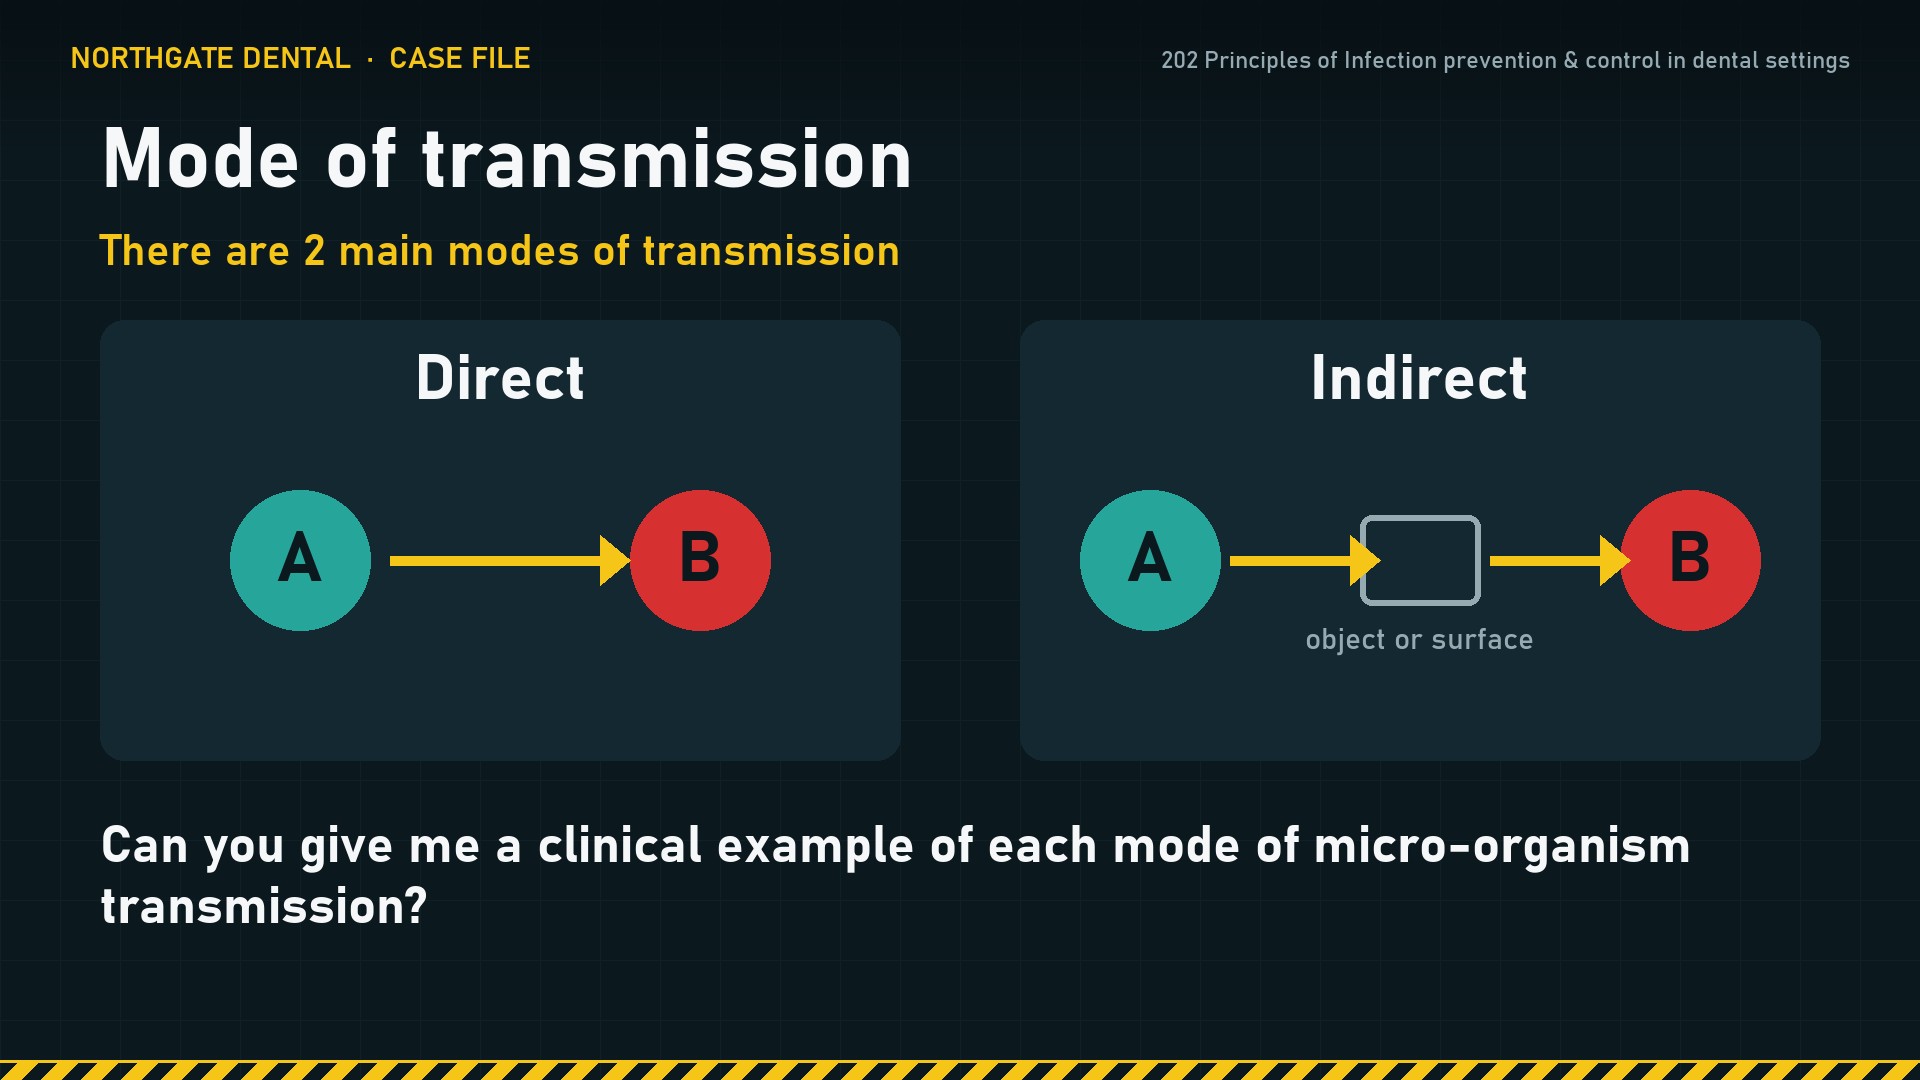 NORTHGATE DENTAL · CASE FILE
202 Principles of Infection prevention & control in dental settings
Mode of transmission
There are 2 main modes of transmission
Direct
A
B
Indirect
A
B
object or surface
Can you give me a clinical example of each mode of micro-organism
transmission?